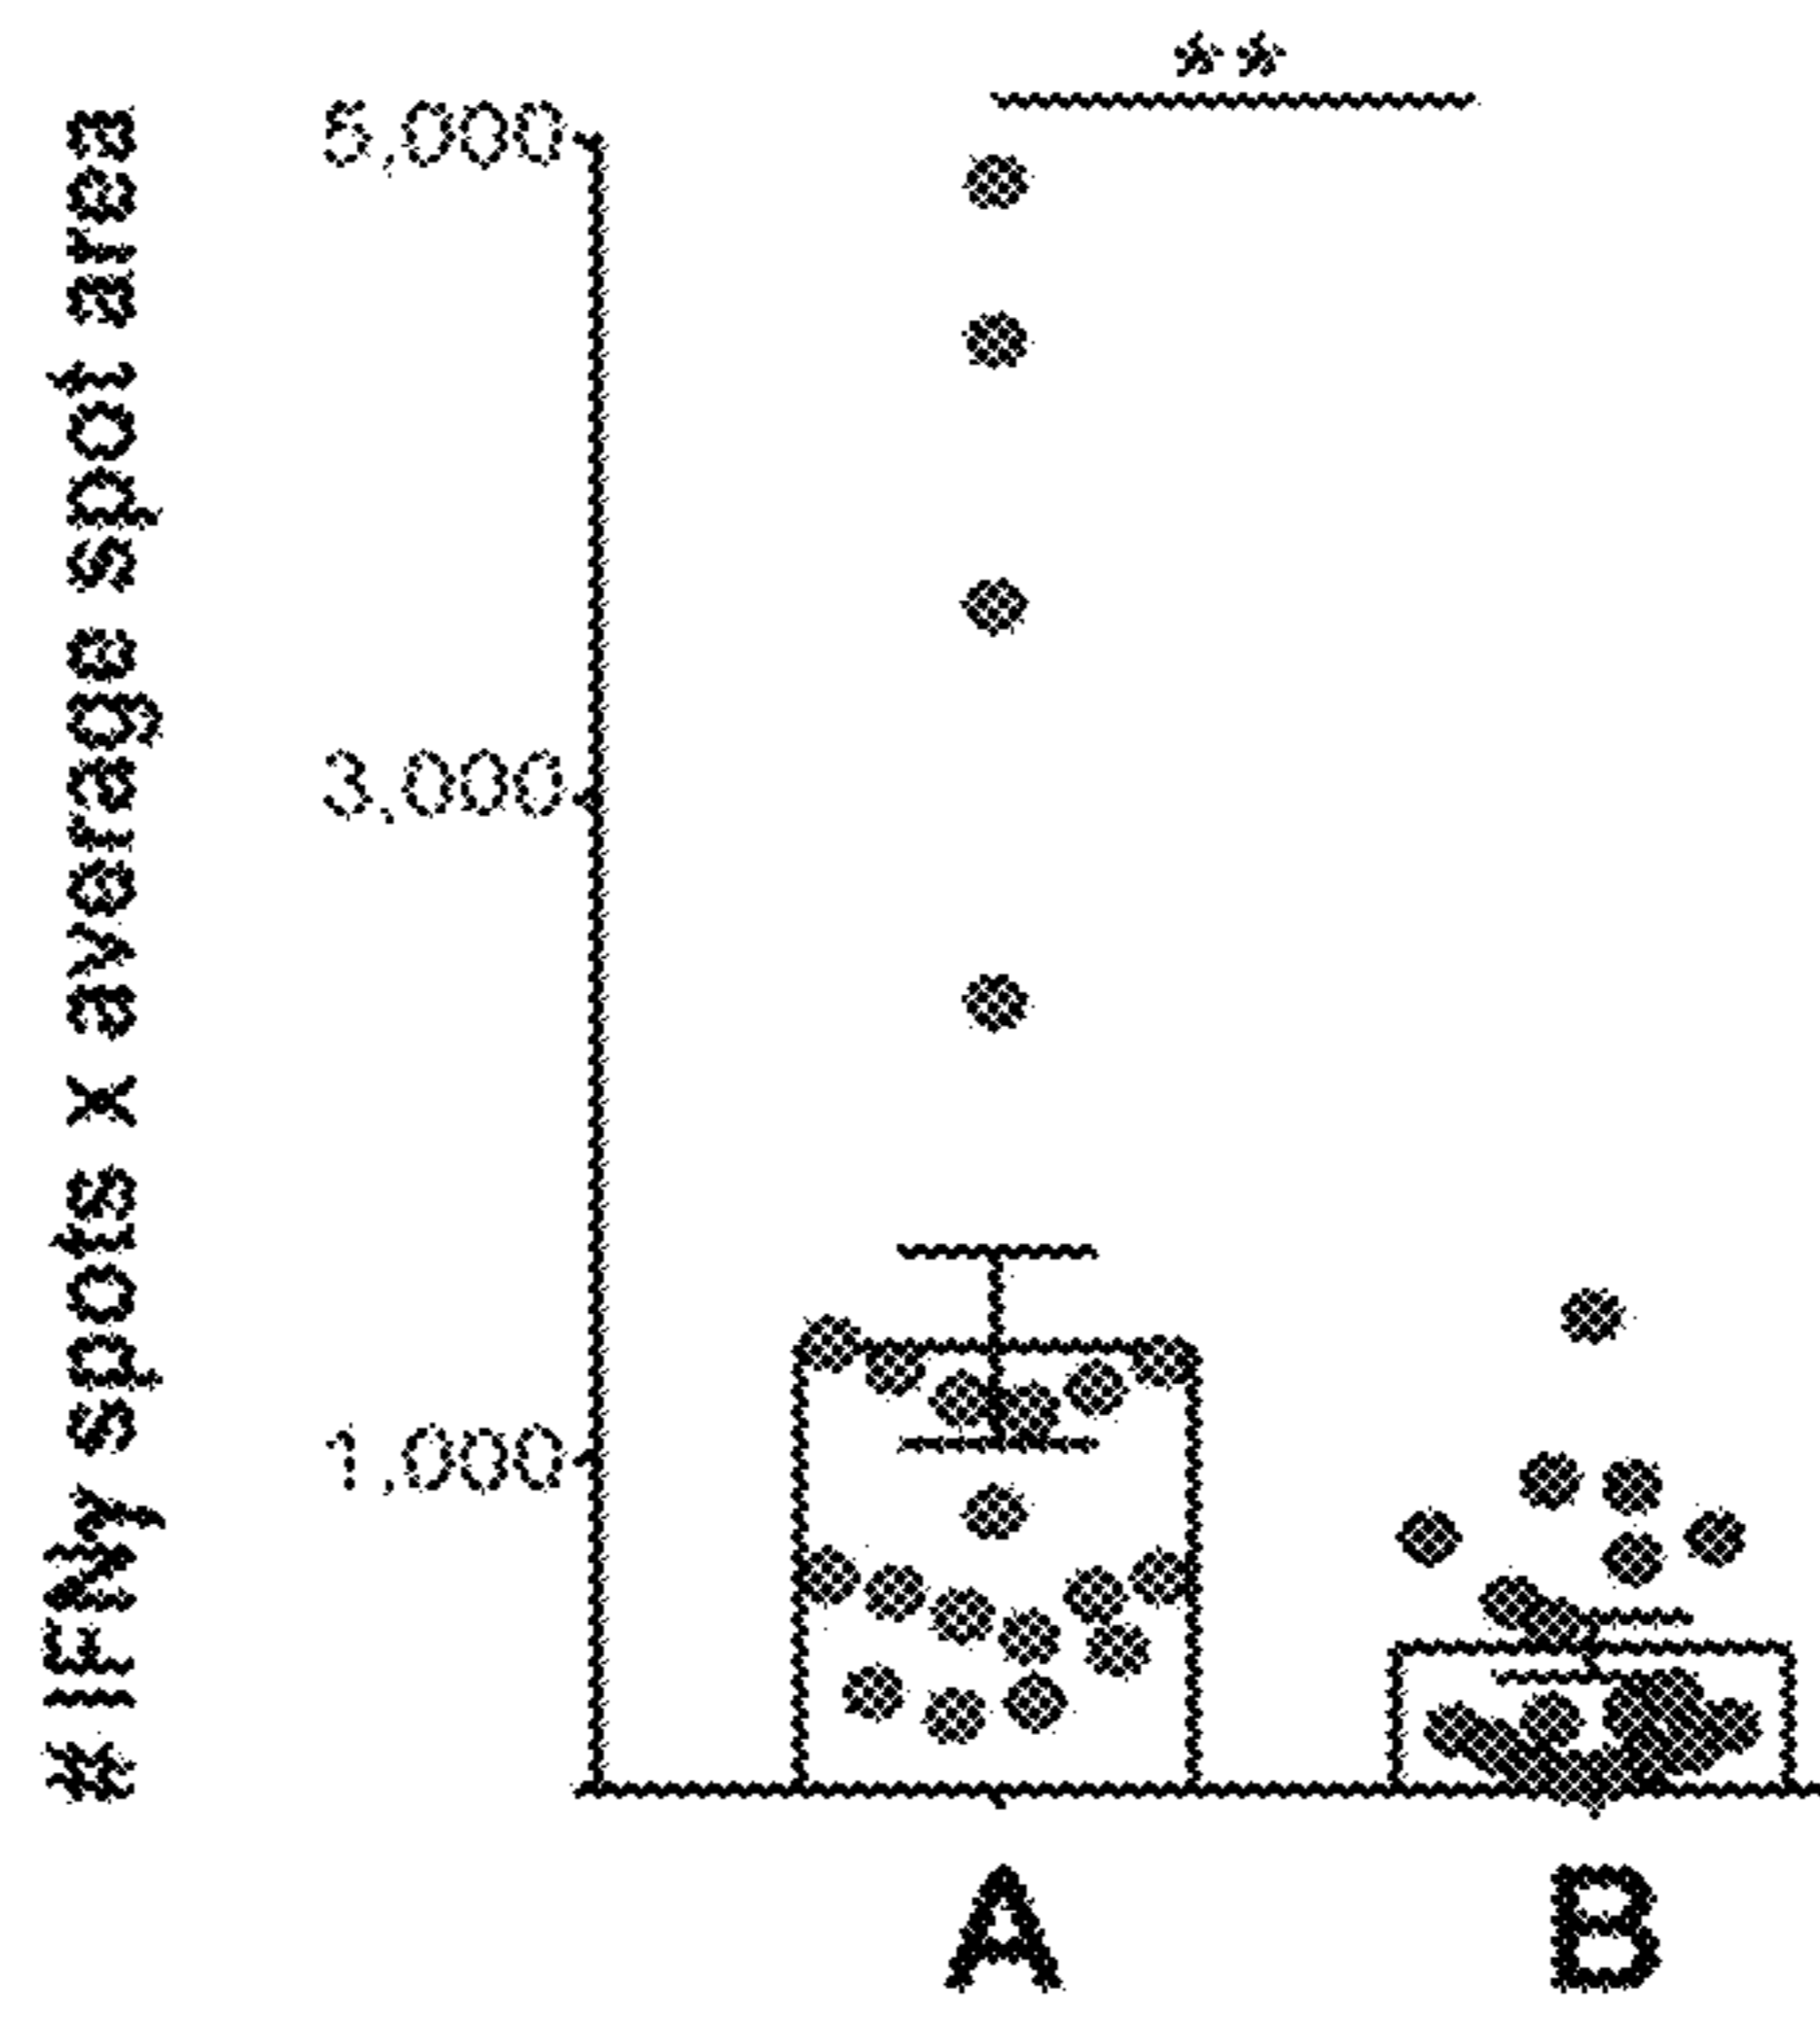 **
5,000
3,000
1,000
# IFNγ spots x average spot area
A
B